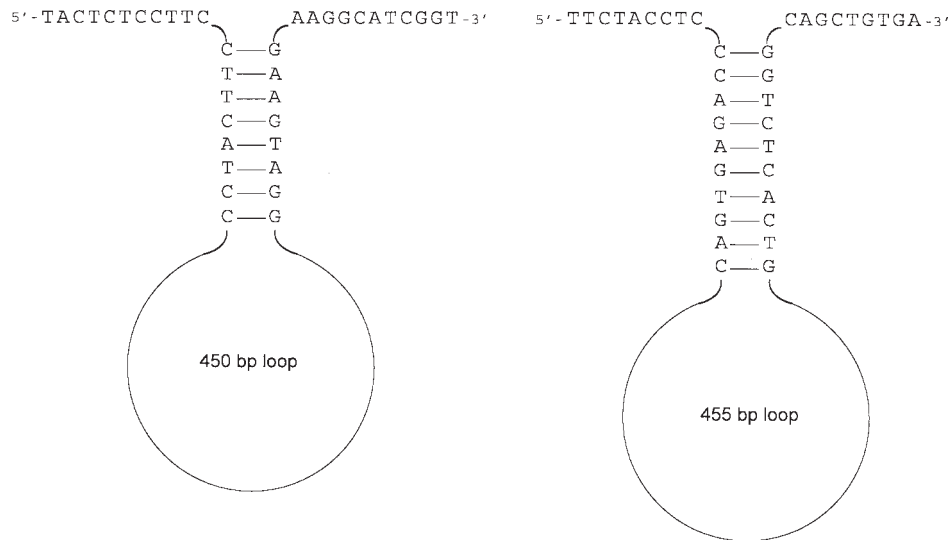 5'-TACTCTCCTTC AAGGCATCGGT-3'
C—G
T—A
T—A
C—G
A—T
T—A
C—G
C—G
450 bp loop
5'-TTCTACCTC CAGCTGTGA-3'
C—G
C—G
A—T
G—C
A—T
G—C
T—A
G—C
A—T
C—G
455 bp loop